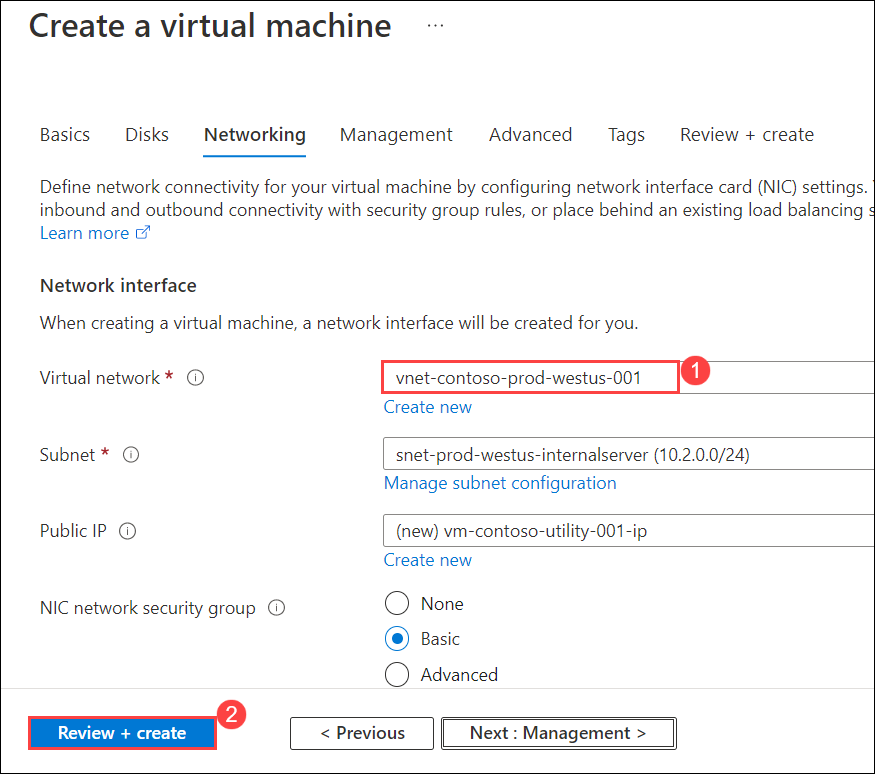 Create a virtual machine ...
Basics Disks Networking Management Advanced Tags Review + create
Define network connectivity for your virtual machine by configuring network interface card (NIC) settings.
inbound and outbound connectivity with security group rules, or place behind an existing load balancing
Learn more
Network interface
When creating a virtual machine, a network interface will be created for you.
Virtual network * vnet-contoso-prod-westus-001 1
Create new
Subnet * snet-prod-westus-internalserver (10.2.0.0/24)
Manage subnet configuration
Public IP (new) vm-contoso-utility-001-ip
Create new
NIC network security group None
Basic
Advanced
Review + create 2 < Previous Next : Management >